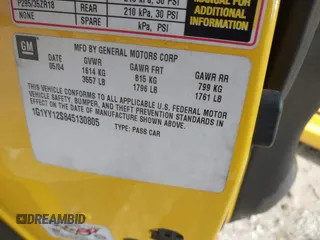 P295/35ZR18
REAR 210 kPa, 30 PSI
SPARE kPa, PSI
NONE
MANUAL FOR
ADDITIONAL
INFORMATION
GM
MFD BY GENERAL MOTORS CORP
DATE GVWR GAWR FRT GAWR RR
05/04 1614 KG 815 KG 799 KG
3557 LB 1796 LB 1761 LB
THIS VEHICLE CONFORMS TO ALL APPLICABLE U.S. FEDERAL MOTOR
VEHICLE SAFETY, BUMPER, AND THEFT PREVENTION STANDARDS IN
EFFECT ON THE DATE OF MANUFACTURE SHOWN ABOVE.
1G1YY12S845130805
TYPE: PASS CAR
DREAMBID